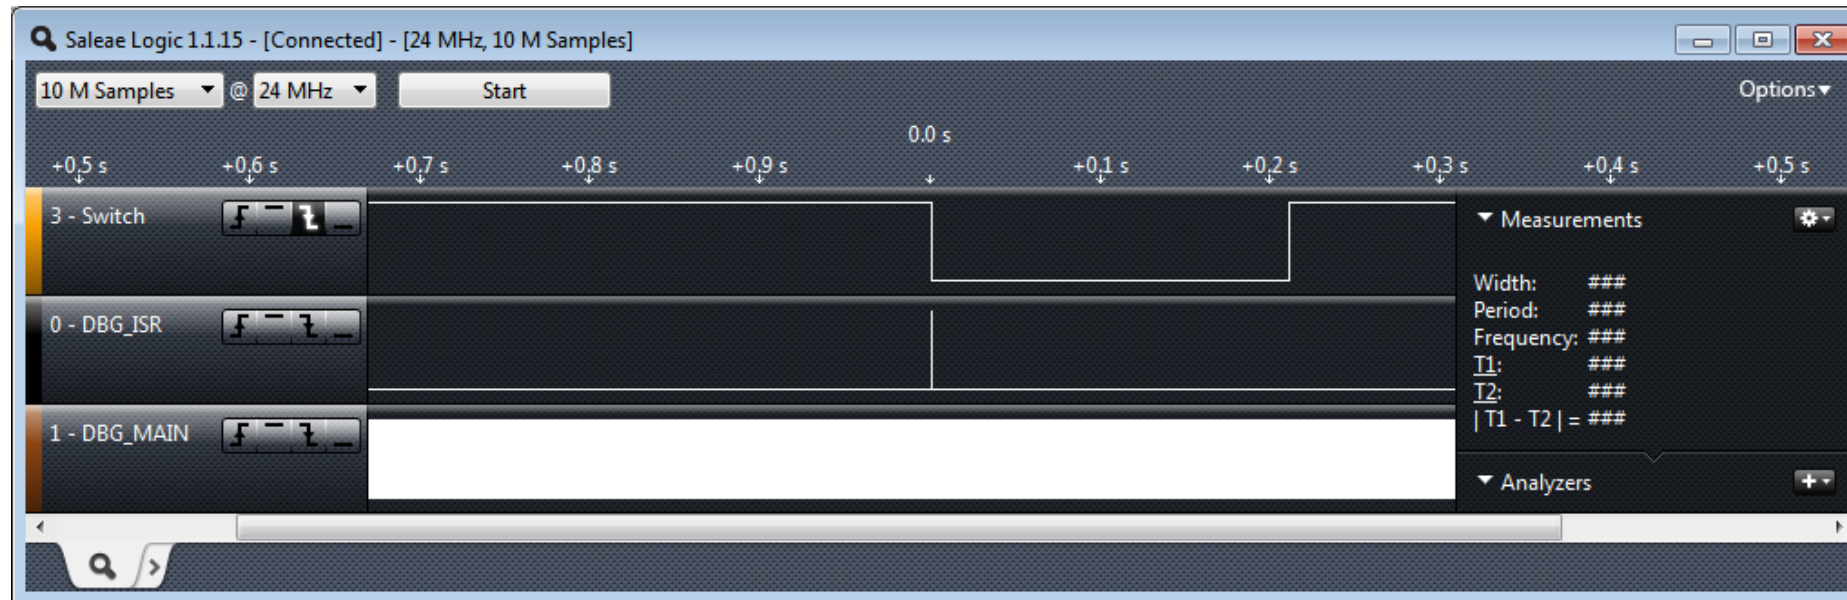 Saleae Logic 1.1.15 - [Connected] - [24 MHz, 10 M Samples]
10 M Samples @ 24 MHz Start Options
0.0 s
+0,5 s +0,6 s +0,7 s +0,8 s +0,9 s +0,1 s +0,2 s +0,3 s +0,4 s +0,5 s
3 - Switch
0 - DBG_ISR
1 - DBG_MAIN
Measurements
Width: ###
Period: ###
Frequency: ###
T1: ###
T2: ###
| T1 - T2 | = ###
Analyzers